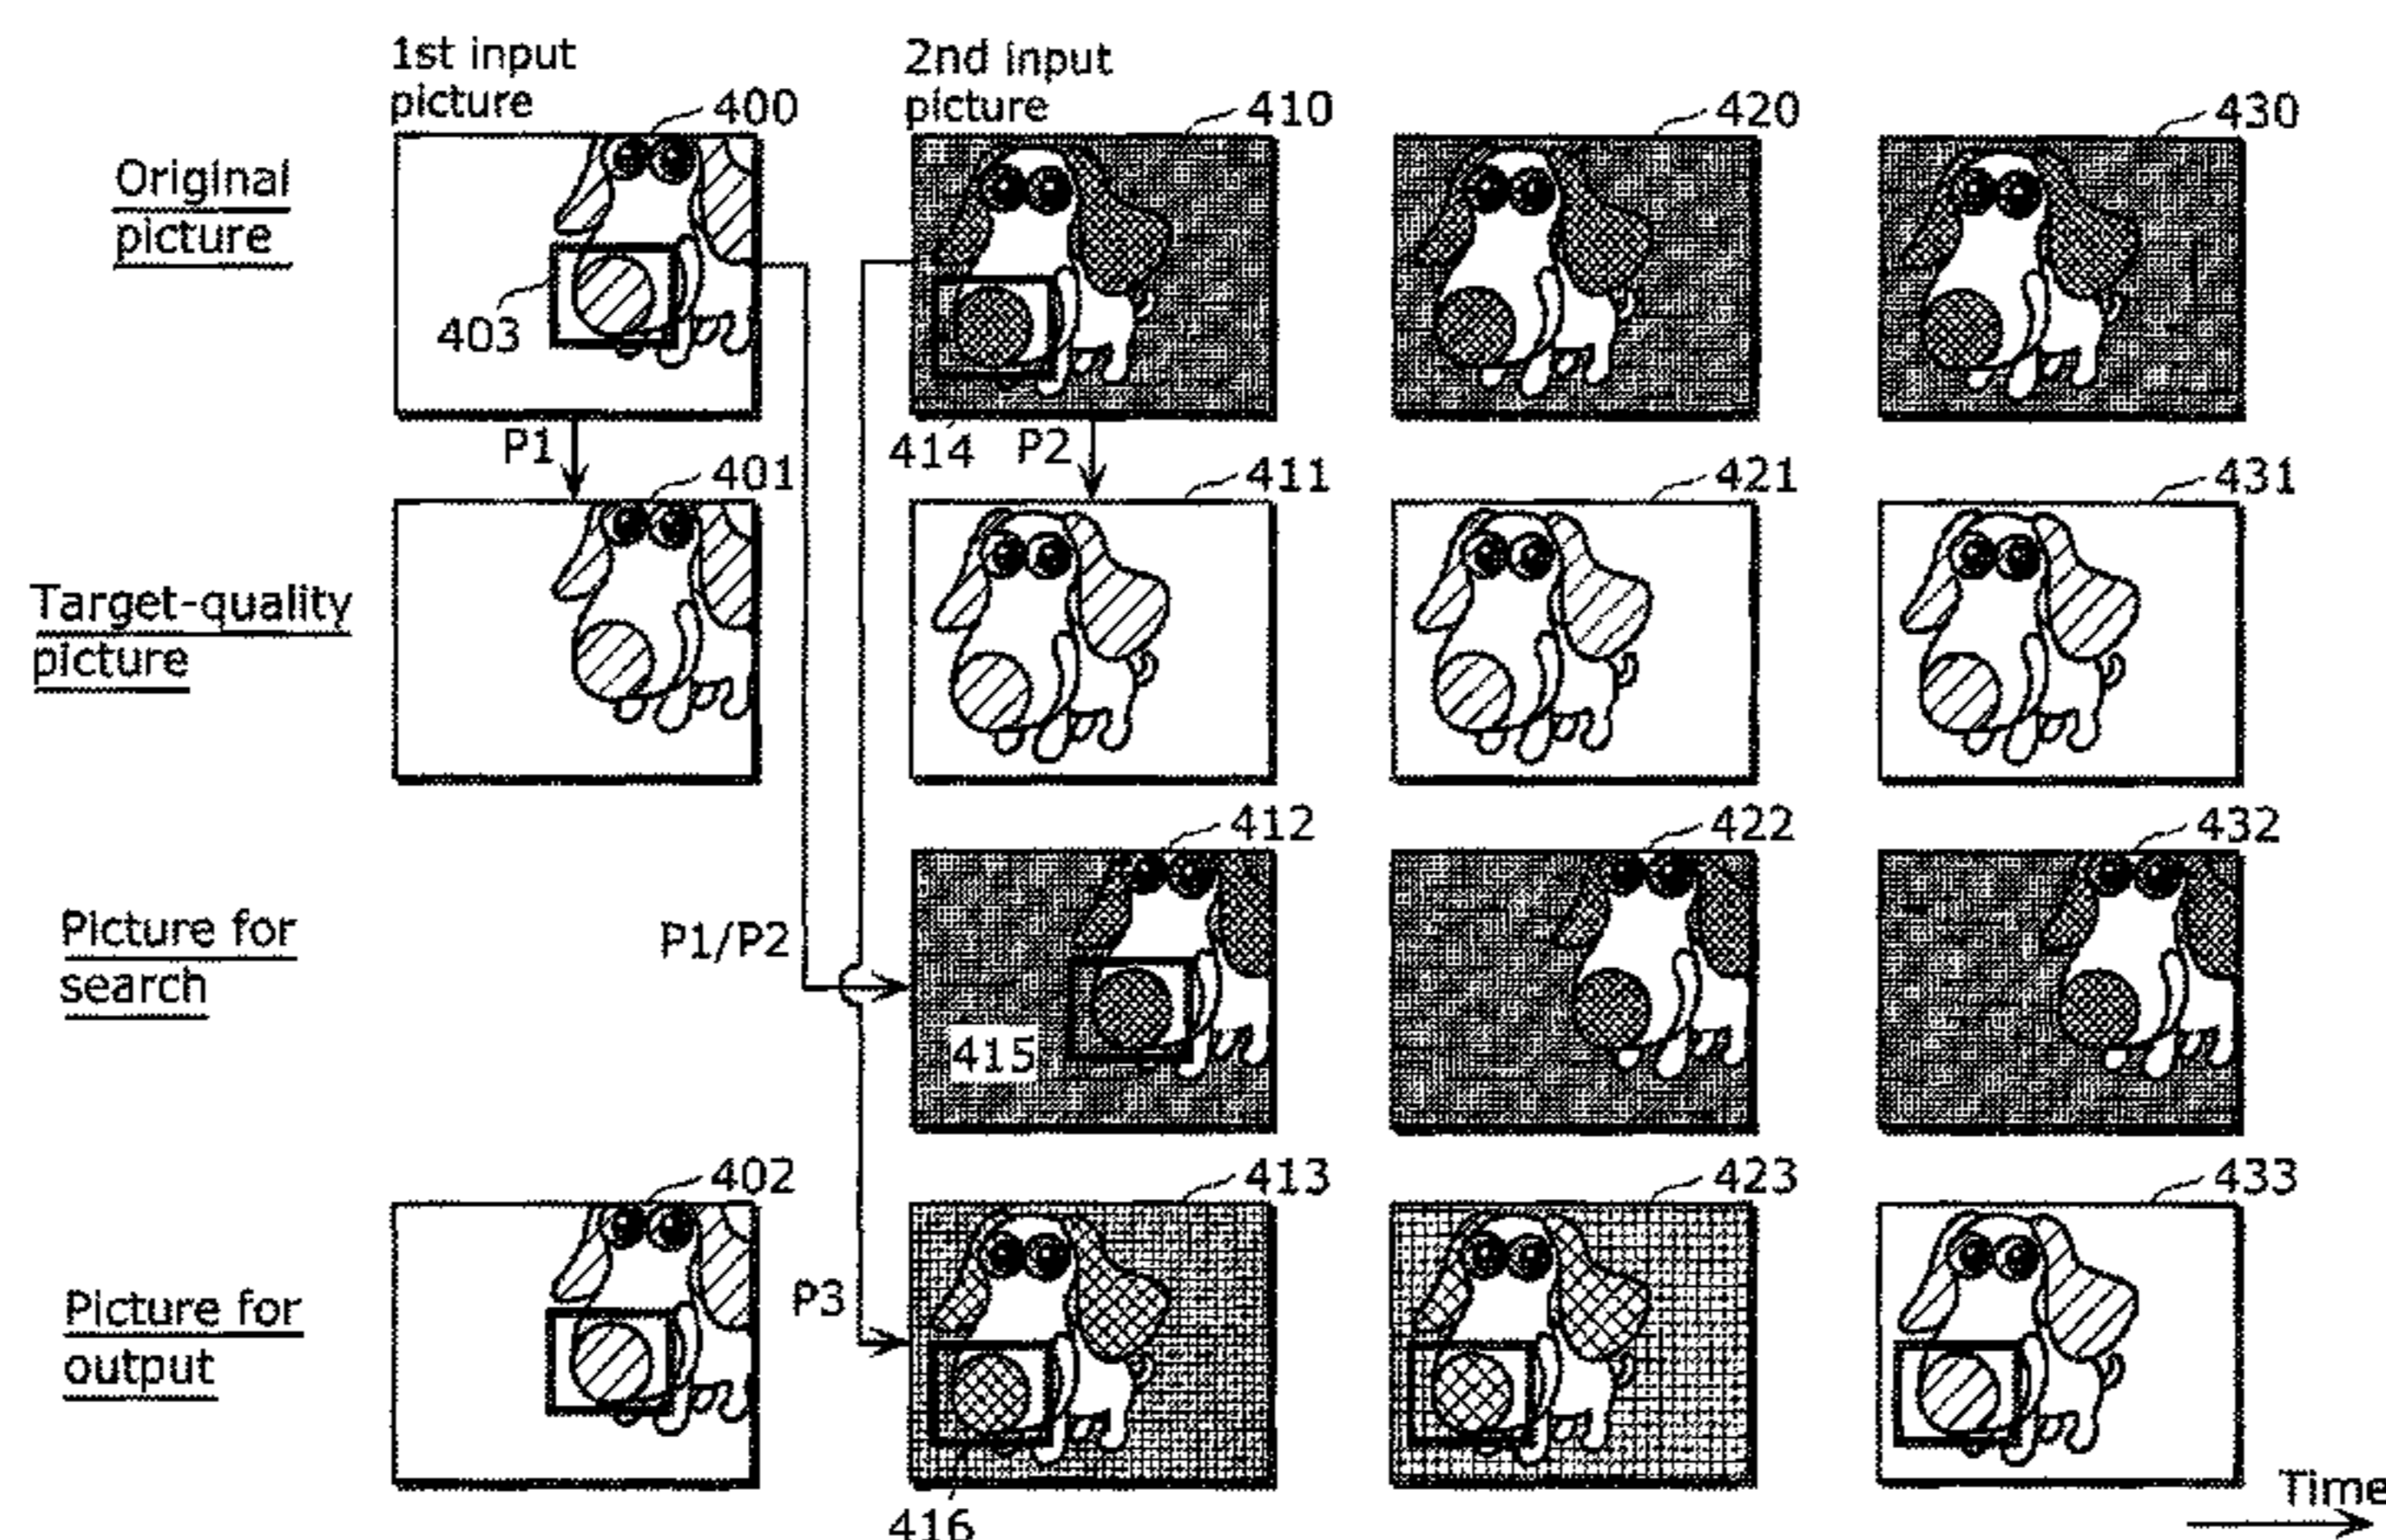 1st input
picture
400
2nd input
picture
410
420
430
Original
picture
403
P1
414
P2
401
411
421
431
Target-quality
picture
412
422
432
Picture for
search
P1/P2
415
402
413
423
433
Picture for
output
P3
416
Time